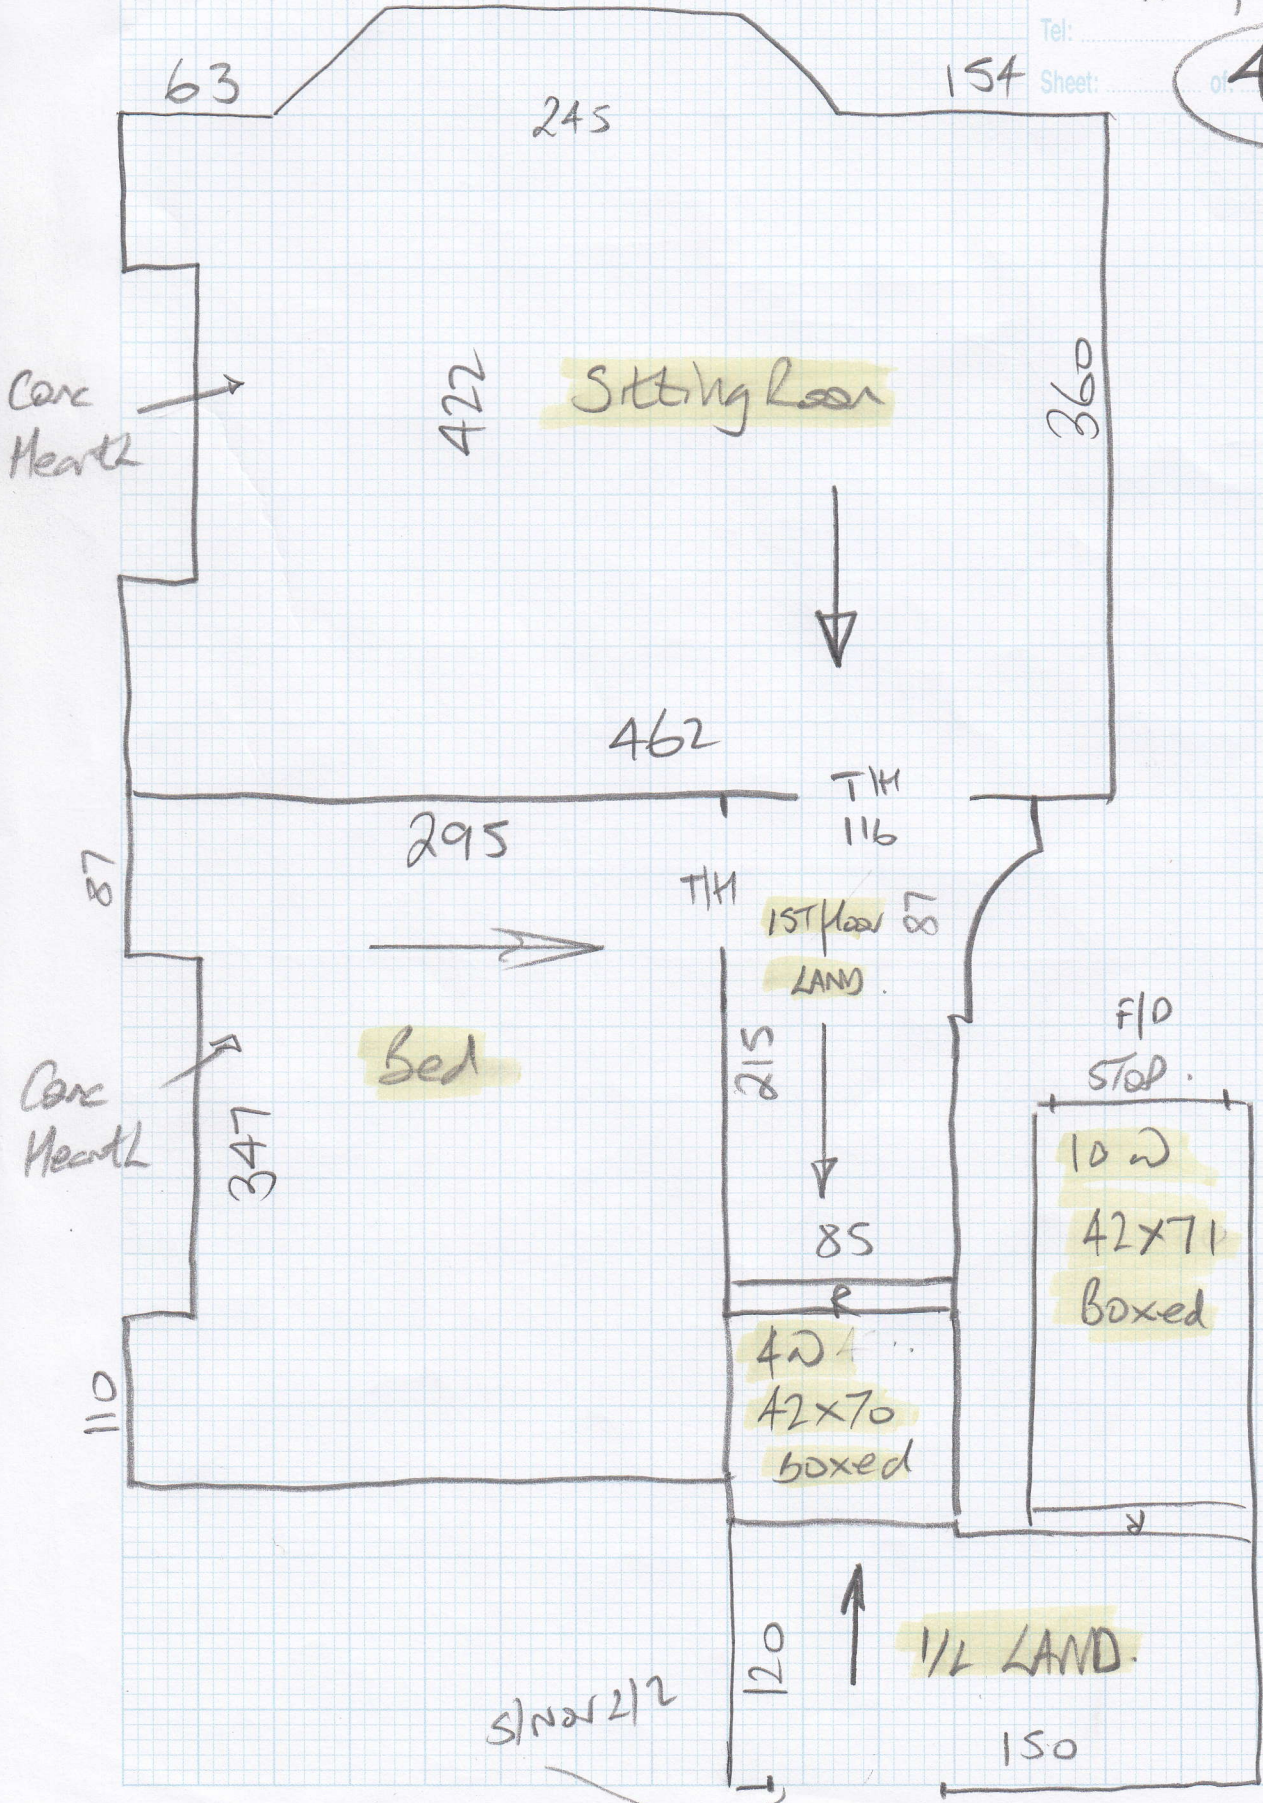 Tel:
Sheet: of: 4
63
154
245
Conc
Hearth
422
Sitting Room
360
462
T/H
116
295
87
T/H
1ST floor
LAND.
87
F/D
STOP.
Bed
215
Conc
Hearth
347
10 W
42x71
Boxed
85
R
4W
42x70
boxed
110
120
1/2 LAND.
150